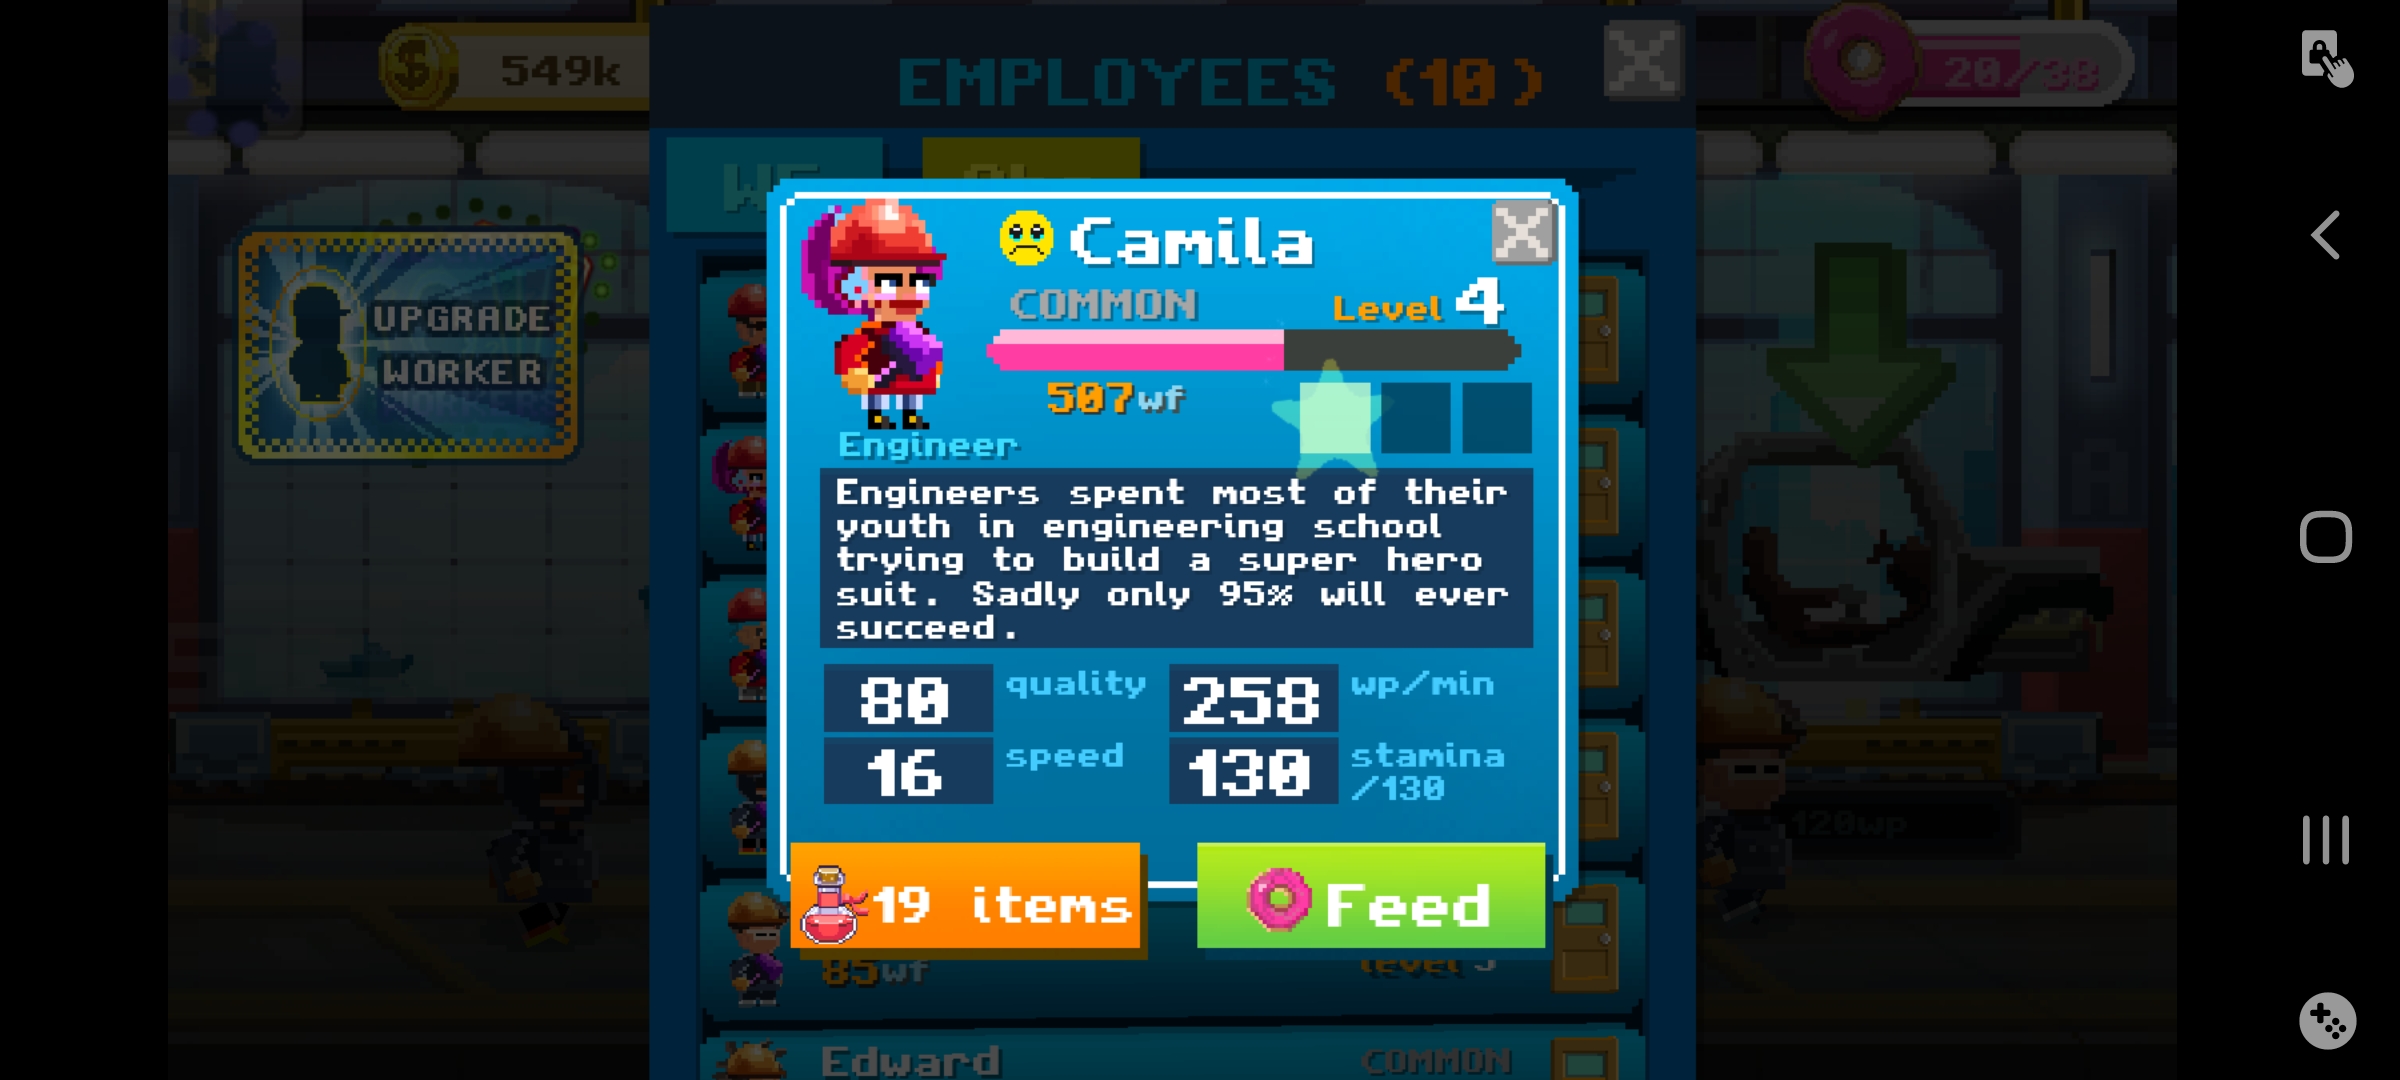 549k
EMPLOYEES (10)
20/38
UPGRADE
WORKER
Camila
COMMON
Level 4
507wf
Engineer
Engineers spent most of their
youth in engineering school
trying to build a super hero
suit. Sadly only 95% will ever
succeed.
80 quality
258 wp/min
16 speed
130 stamina
/130
120wp
19 items
Feed
85wf
level
Edward
COMMON